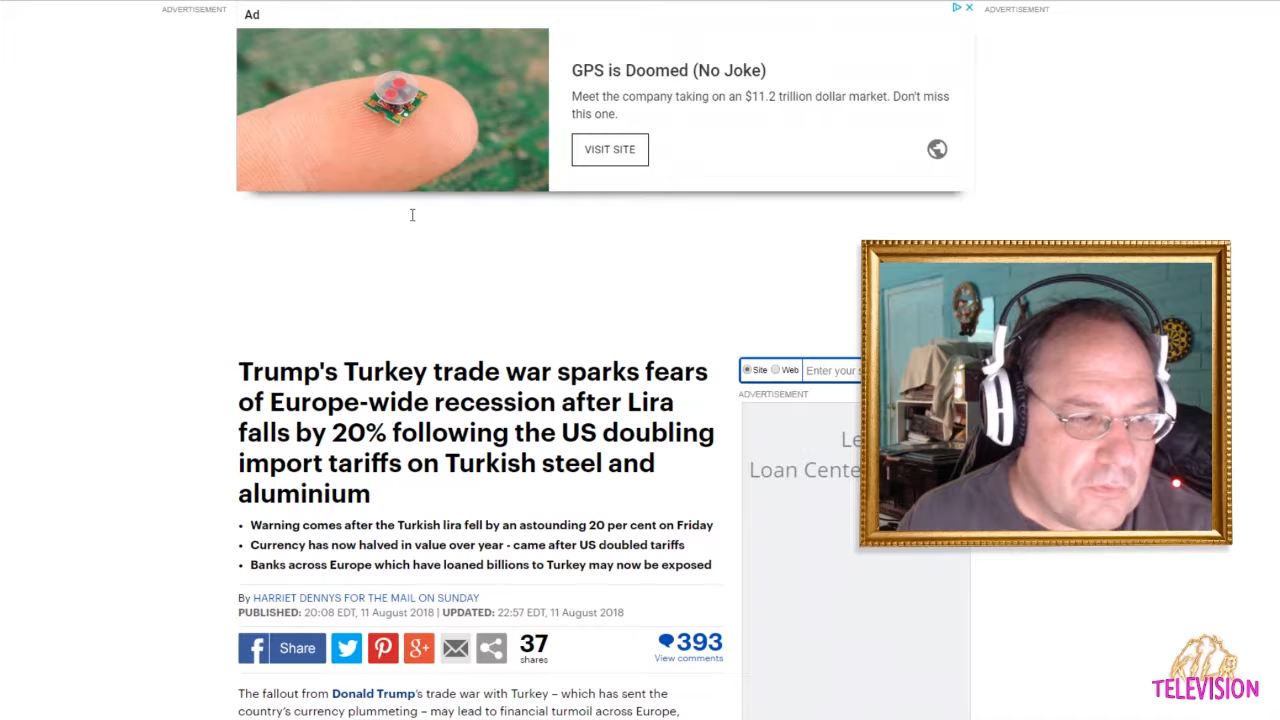 ADVERTISEMENT
Ad
ADVERTISEMENT
GPS is Doomed (No Joke)
Meet the company taking on an $11.2 trillion dollar market. Don't miss
this one.
VISIT SITE
Trump's Turkey trade war sparks fears
of Europe-wide recession after Lira
falls by 20% following the US doubling
import tariffs on Turkish steel and
aluminium
• Warning comes after the Turkish lira fell by an astounding 20 per cent on Friday
• Currency has now halved in value over year - came after US doubled tariffs
• Banks across Europe which have loaned billions to Turkey may now be exposed
By HARRIET DENNYS FOR THE MAIL ON SUNDAY
PUBLISHED: 20:08 EDT, 11 August 2018 | UPDATED: 22:57 EDT, 11 August 2018
f Share
g+
37
shares
393
View comments
The fallout from Donald Trump's trade war with Turkey – which has sent the
country's currency plummeting – may lead to financial turmoil across Europe,
Site Web Enter your s
ADVERTISEMENT
Le
Loan Cente
TELEVISION